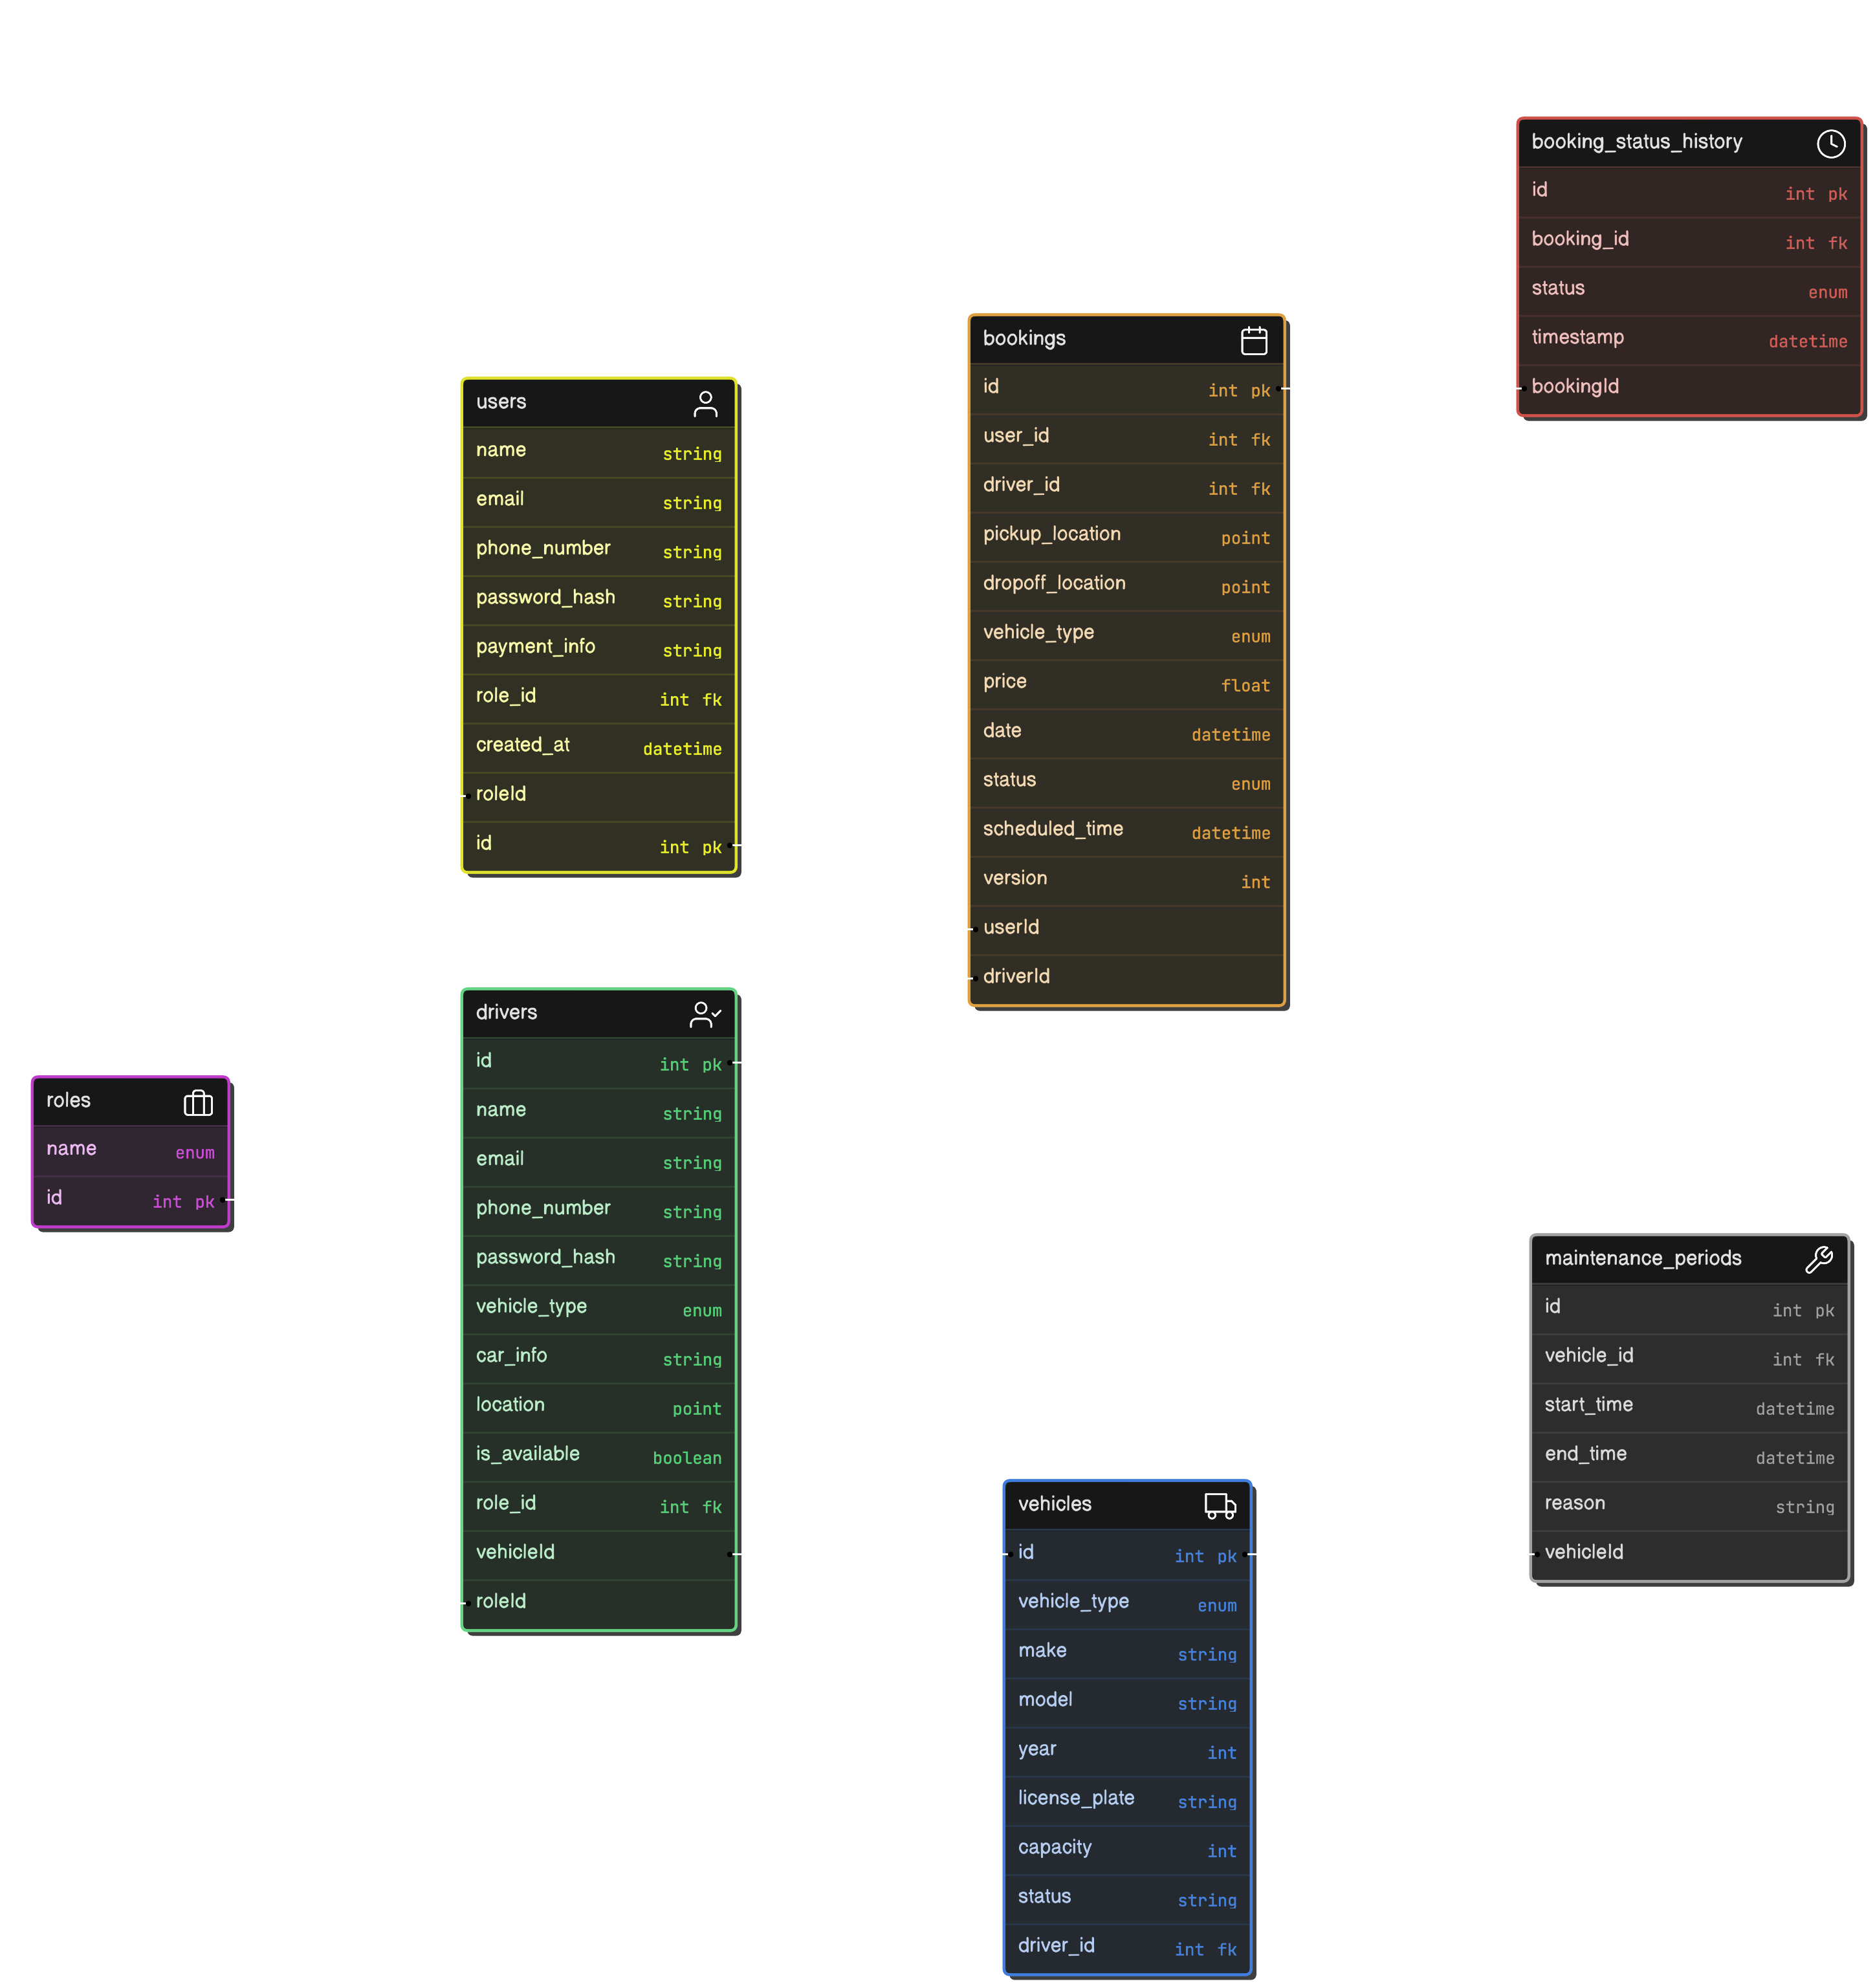 booking_status_history
id int pk
booking_id int fk
status enum
timestamp datetime
bookingId
bookings
id int pk
user_id int fk
driver_id int fk
pickup_location point
dropoff_location point
vehicle_type enum
price float
date datetime
status enum
scheduled_time datetime
version int
userId
driverId
users
name string
email string
phone_number string
password_hash string
payment_info string
role_id int fk
created_at datetime
roleId
id int pk
drivers
id int pk
name string
email string
phone_number string
password_hash string
vehicle_type enum
car_info string
location point
is_available boolean
role_id int fk
vehicleId
roleId
roles
name enum
id int pk
maintenance_periods
id int pk
vehicle_id int fk
start_time datetime
end_time datetime
reason string
vehicleId
vehicles
id int pk
vehicle_type enum
make string
model string
year int
license_plate string
capacity int
status string
driver_id int fk